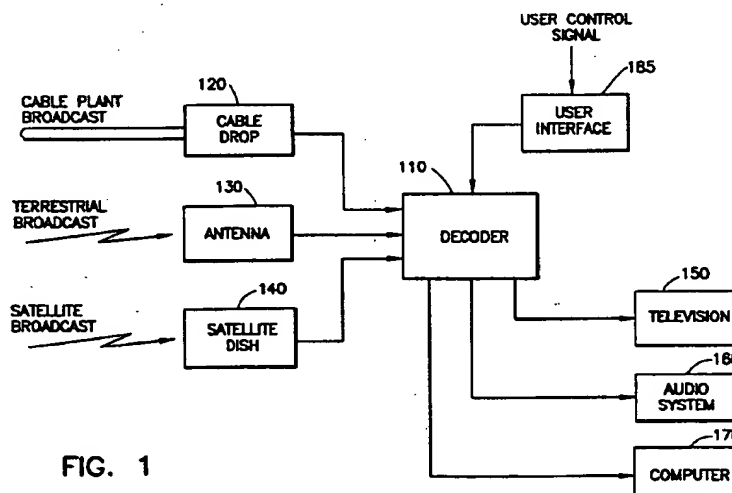 USER CONTROL
SIGNAL
185
USER
INTERFACE
CABLE PLANT
BROADCAST
120
CABLE
DROP
110
DECODER
TERRESTRIAL
BROADCAST
130
ANTENNA
SATELLITE
BROADCAST
140
SATELLITE
DISH
150
TELEVISION
AUDIO
SYSTEM
COMPUTER
FIG. 1